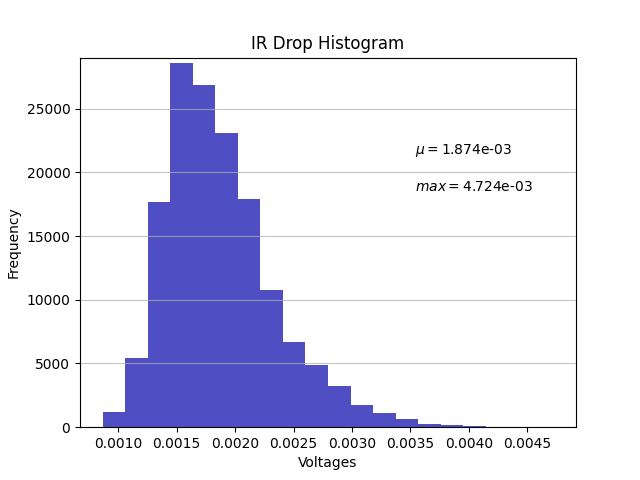 IR Drop Histogram
Frequency
25000
20000
15000
10000
5000
0
μ = 1.874e-03
max = 4.724e-03
0.0010 0.0015 0.0020 0.0025 0.0030 0.0035 0.0040 0.0045
Voltages